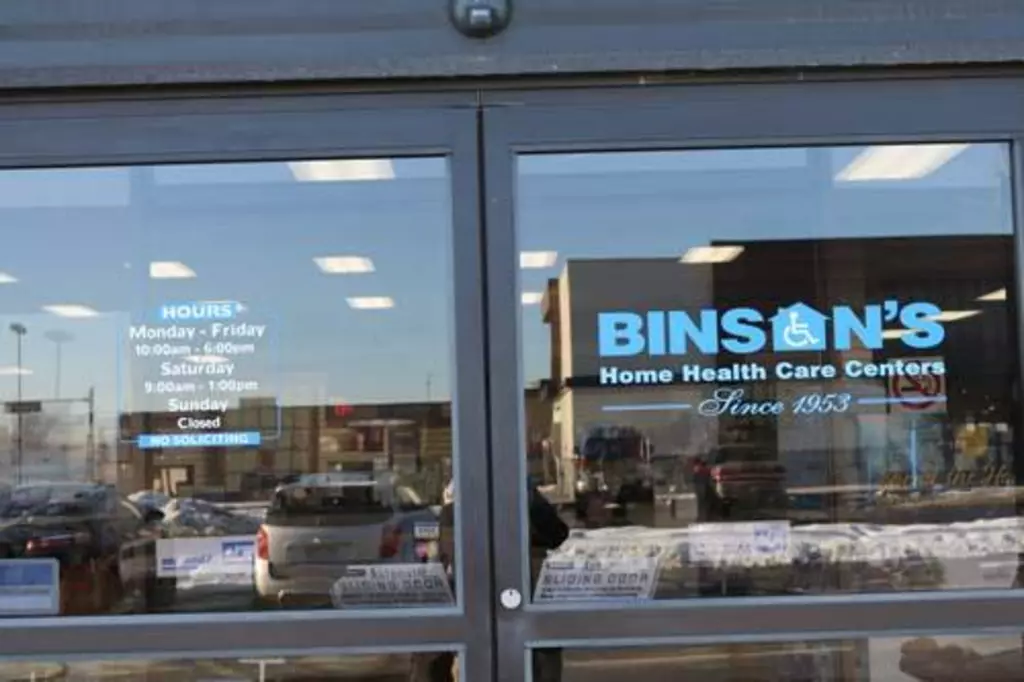 HOURS
Monday - Friday
10:00am - 6:00pm
Saturday
9:00am - 1:00pm
Sunday
Closed
NO SOLICITING
BINSON'S
Home Health Care Centers
Since 1953
SLIDING DOOR
SLIDING DOOR